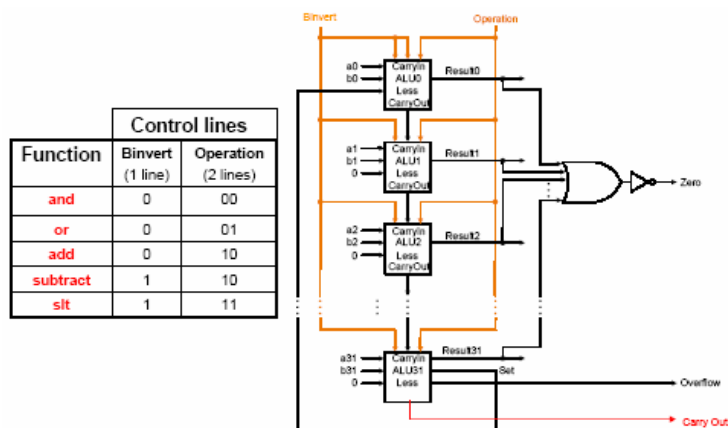 Control lines
Function Binvert (1 line) Operation (2 lines)
and 0 00
or 0 01
add 0 10
subtract 1 10
slt 1 11
Binvert Operation
a0 CarryIn Result0
b0 ALU0
Less
CarryOut
a1 CarryIn
b1 ALU1 Result1
0 Less
CarryOut
Zero
a2 CarryIn
b2 ALU2 Result2
0 Less
CarryOut
a31 CarryIn Result31
b31 ALU31 Set
0 Less Overflow
Carry Out